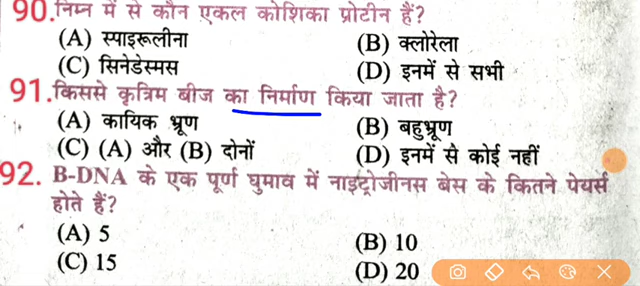 90.निम्न में से कौन एकल कोशिका प्रोटीन हैं?
(A) स्पाइरूलीना (B) क्लोरेला
(C) सिनेडेस्मस (D) इनमें से सभी
91.किससे कृत्रिम बीज का निर्माण किया जाता है?
(A) कायिक भ्रूण (B) बहुभ्रूण
(C) (A) और (B) दोनों (D) इनमें से कोई नहीं
92. B-DNA के एक पूर्ण घुमाव में नाइट्रोजीनस बेस के कितने पेयर्स
होते हैं?
(A) 5 (B) 10
(C) 15 (D) 20